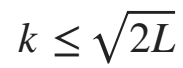 k ≤ √2L